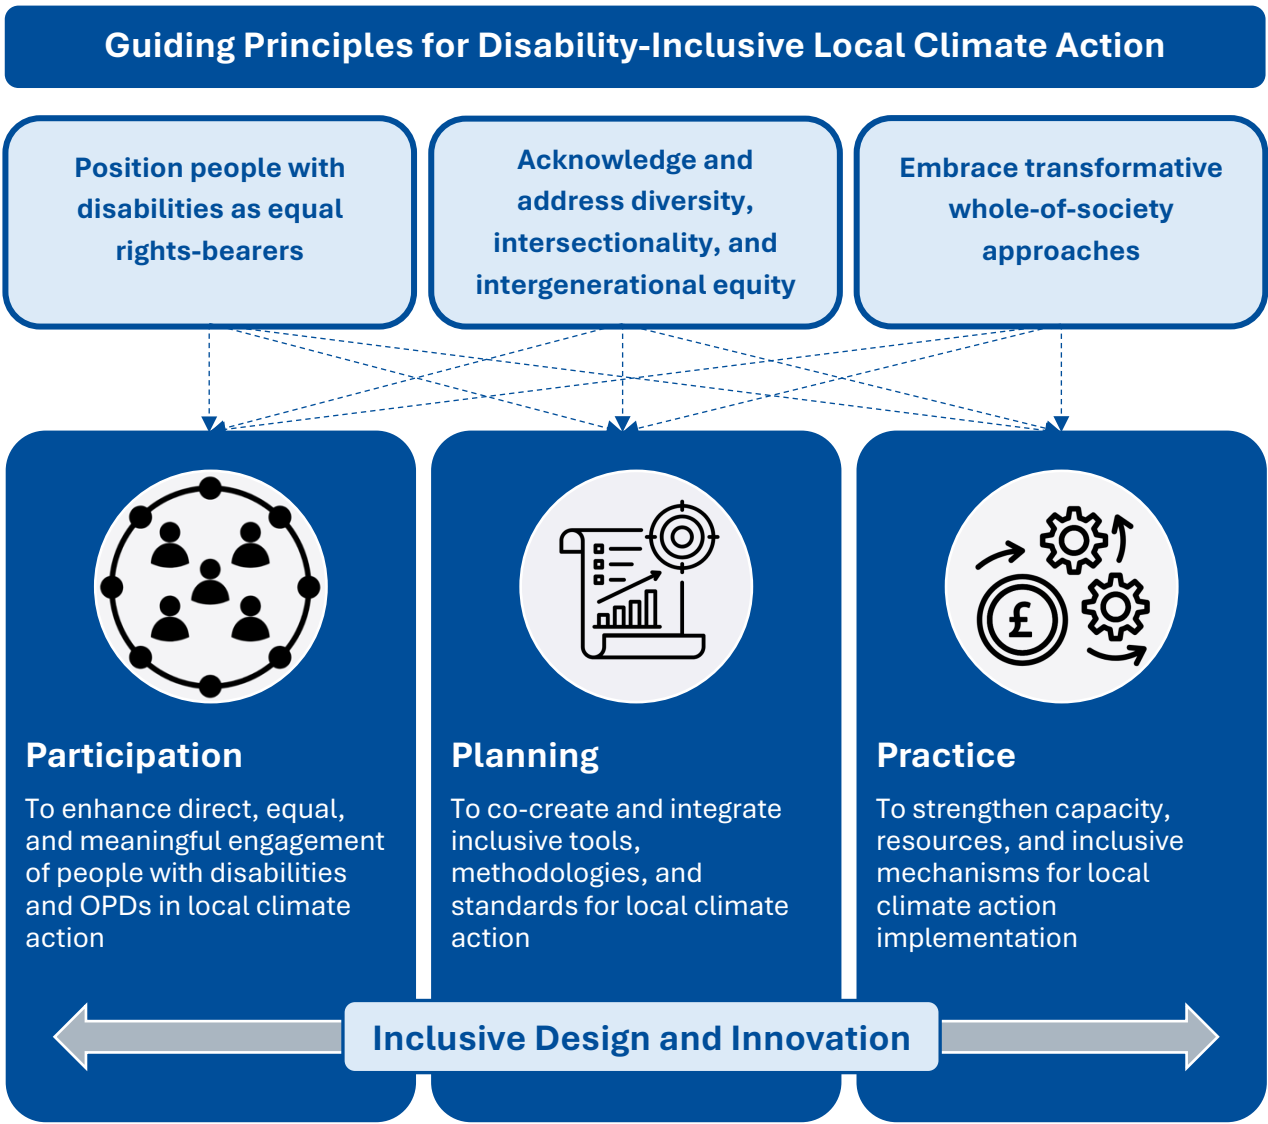 Guiding Principles for Disability-Inclusive Local Climate Action
Position people with
disabilities as equal
rights-bearers
Acknowledge and
address diversity,
intersectionality, and
intergenerational equity
Embrace transformative
whole-of-society
approaches
£
Participation
To enhance direct, equal,
and meaningful engagement
of people with disabilities
and OPDs in local climate
action
Planning
To co-create and integrate
inclusive tools,
methodologies, and
standards for local climate
action
Practice
To strengthen capacity,
resources, and inclusive
mechanisms for local
climate action
implementation
Inclusive Design and Innovation